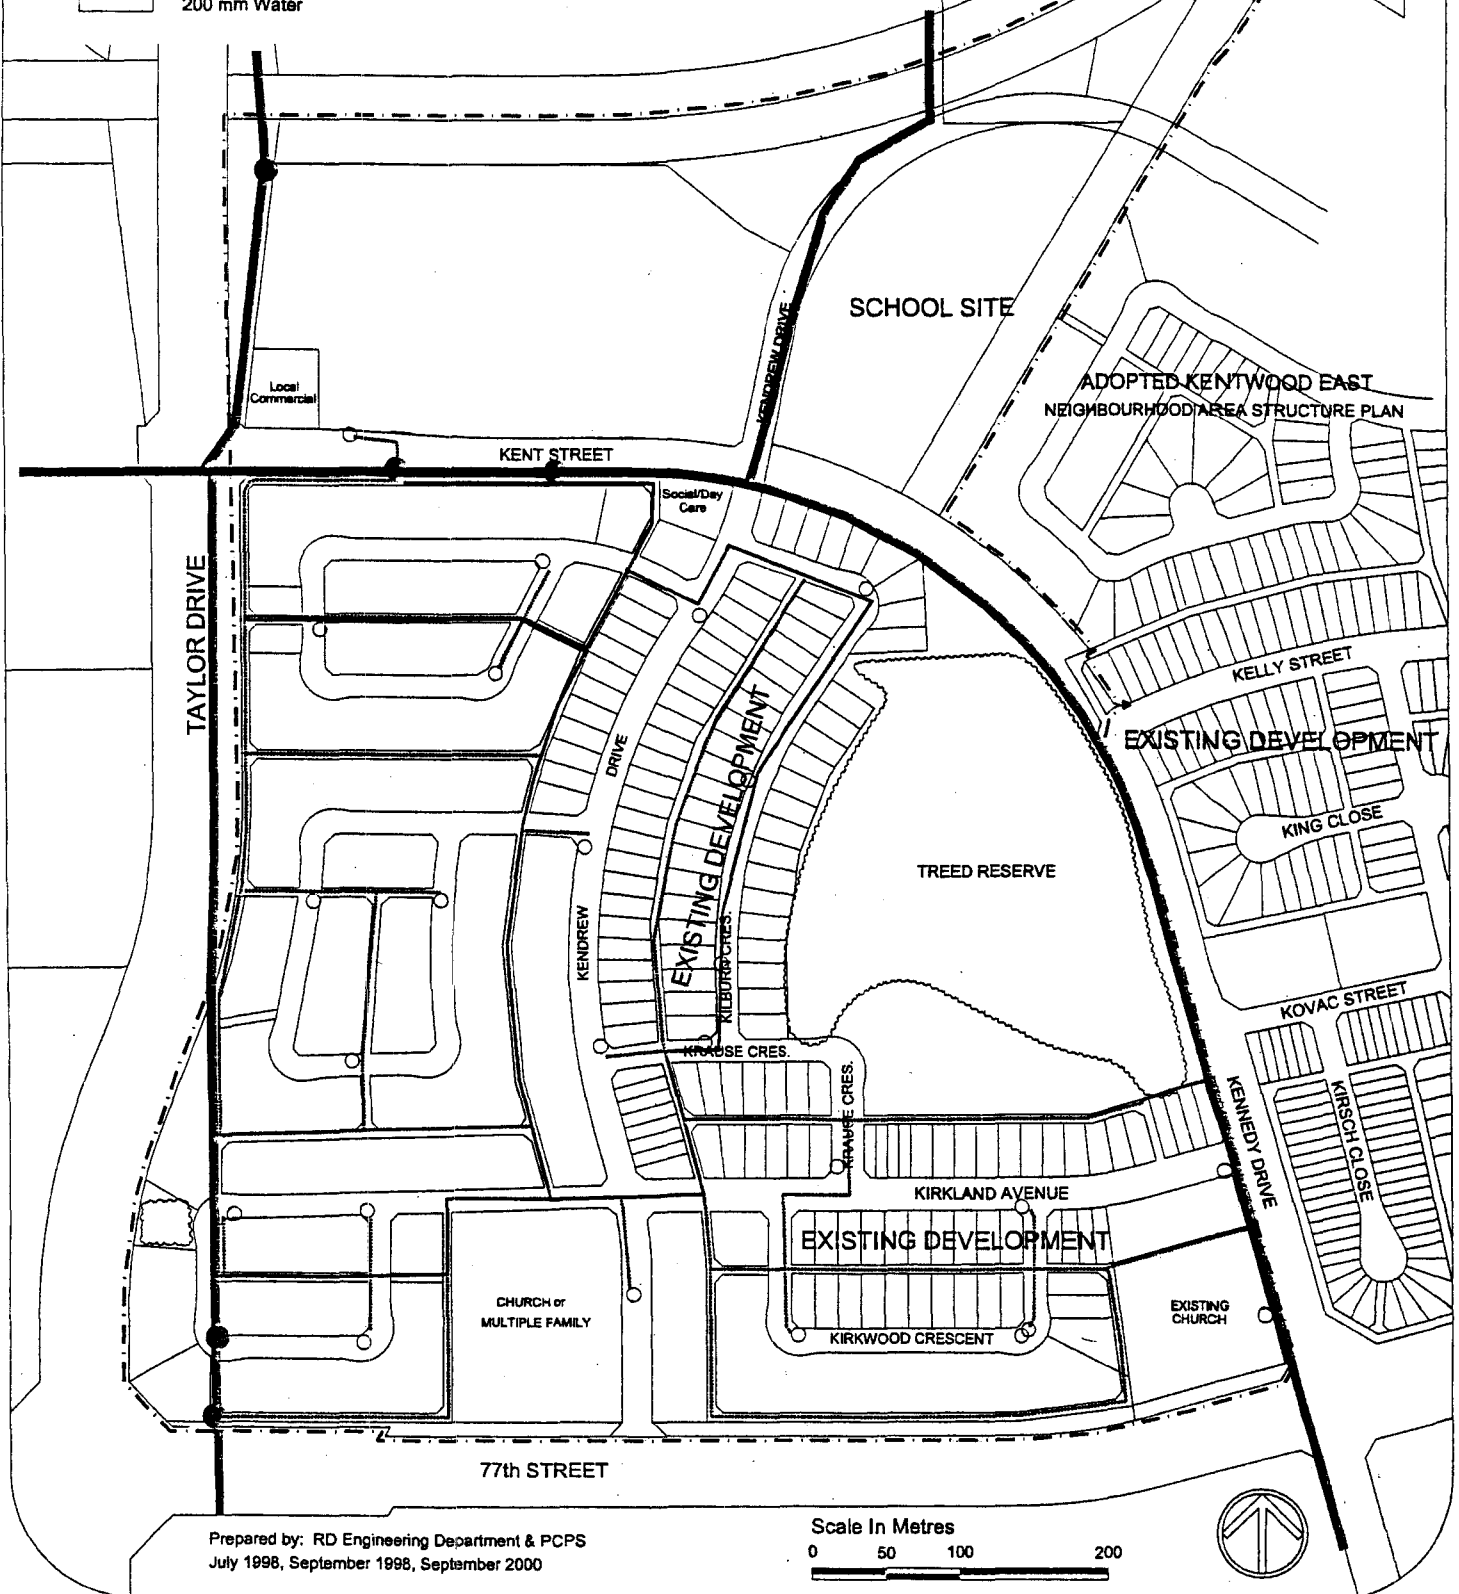 200 mm Water
SCHOOL SITE
KENDREW DRIVE
Local
Commercial
ADOPTED KENTWOOD EAST
NEIGHBOURHOOD AREA STRUCTURE PLAN
KENT STREET
Social/Day
Care
TAYLOR DRIVE
KELLY STREET
EXISTING DEVELOPMENT
DRIVE
EXISTING DEVELOPMENT
KING CLOSE
TREED RESERVE
KENDREW
KILBURN CRES.
KOVAC STREET
KRAUSE CRES.
KRAUSE CRES.
KENNEDY DRIVE
KIRSCH CLOSE
KIRKLAND AVENUE
EXISTING DEVELOPMENT
CHURCH or
MULTIPLE FAMILY
EXISTING
CHURCH
KIRKWOOD CRESCENT
77th STREET
Prepared by: RD Engineering Department & PCPS
July 1998, September 1998, September 2000
Scale In Metres
0 50 100 200